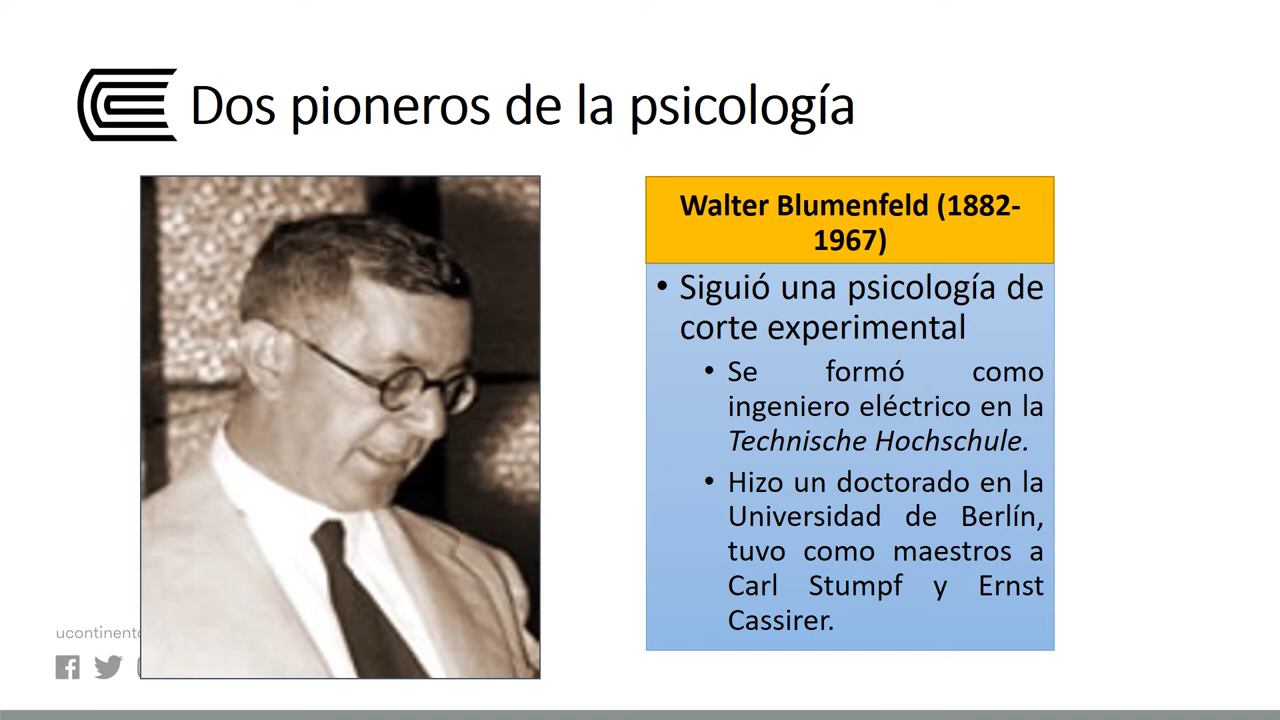 Dos pioneros de la psicología
Walter Blumenfeld (1882-
1967)
• Siguió una psicología de
corte experimental
• Se formó como
ingeniero eléctrico en la
Technische Hochschule.
• Hizo un doctorado en la
Universidad de Berlín,
tuvo como maestros a
Carl Stumpf y Ernst
Cassirer.